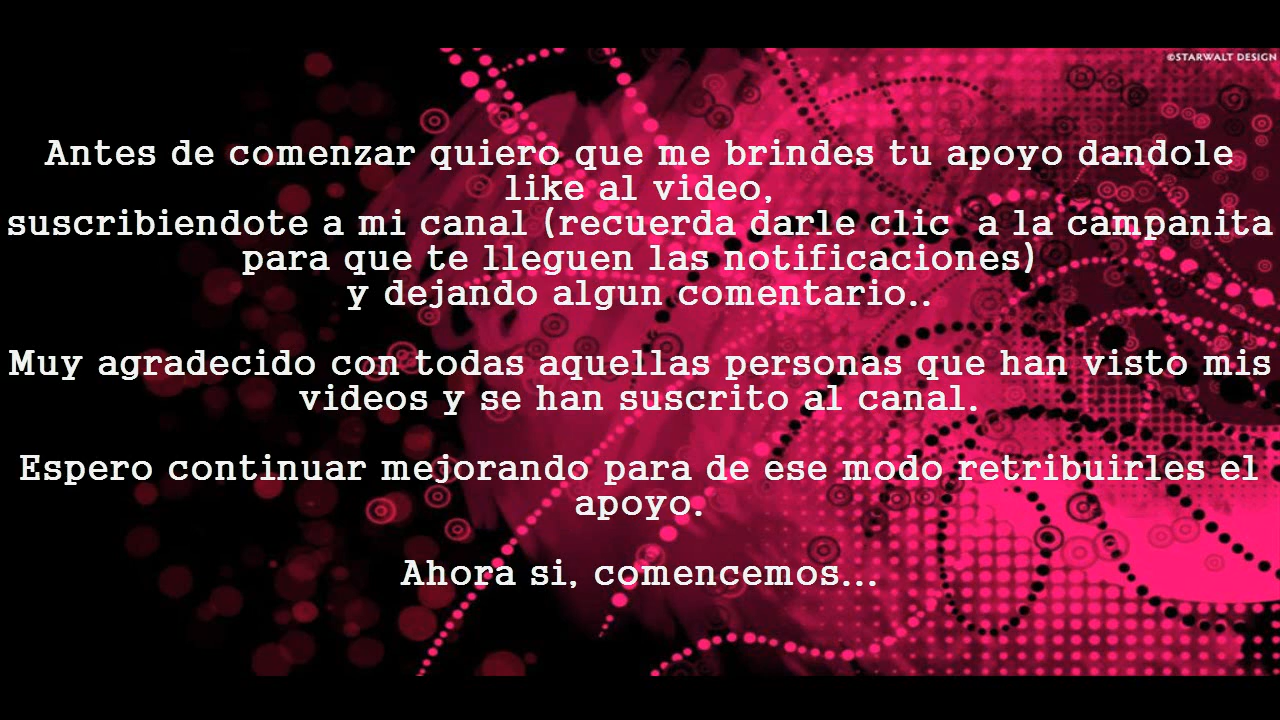 ©STARWALT DESIGN
Antes de comenzar quiero que me brindes tu apoyo dandole
like al video,
suscribiendote a mi canal (recuerda darle clic  a la campanita
para que te lleguen las notificaciones)
y dejando algun comentario..
Muy agradecido con todas aquellas personas que han visto mis
videos y se han suscrito al canal.
Espero continuar mejorando para de ese modo retribuirles el
apoyo.
Ahora si, comencemos...